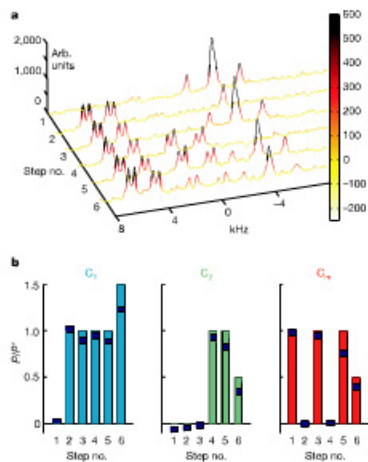 a
2,000
1,000
0
Arb.
units
1
2
3
4
5
6
Step no.
8
4
0
-4
kHz
600
500
400
300
200
100
0
-100
-200
b
C₁
C₂
1.5
1.0
0.5
0
1 2 3 4 5 6
1 2 3 4 5 6
1 2 3 4 5 6
Step no.
Step no.
Step no.